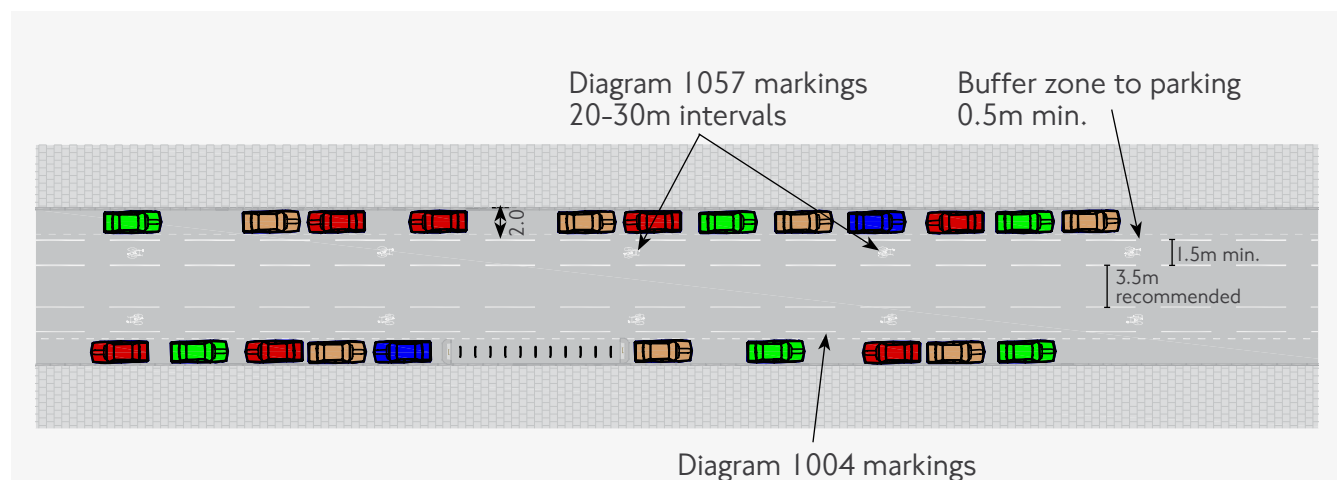 Diagram 1057 markings
20-30m intervals
Buffer zone to parking
0.5m min.
2.0
1.5m min.
3.5m
recommended
Diagram 1004 markings